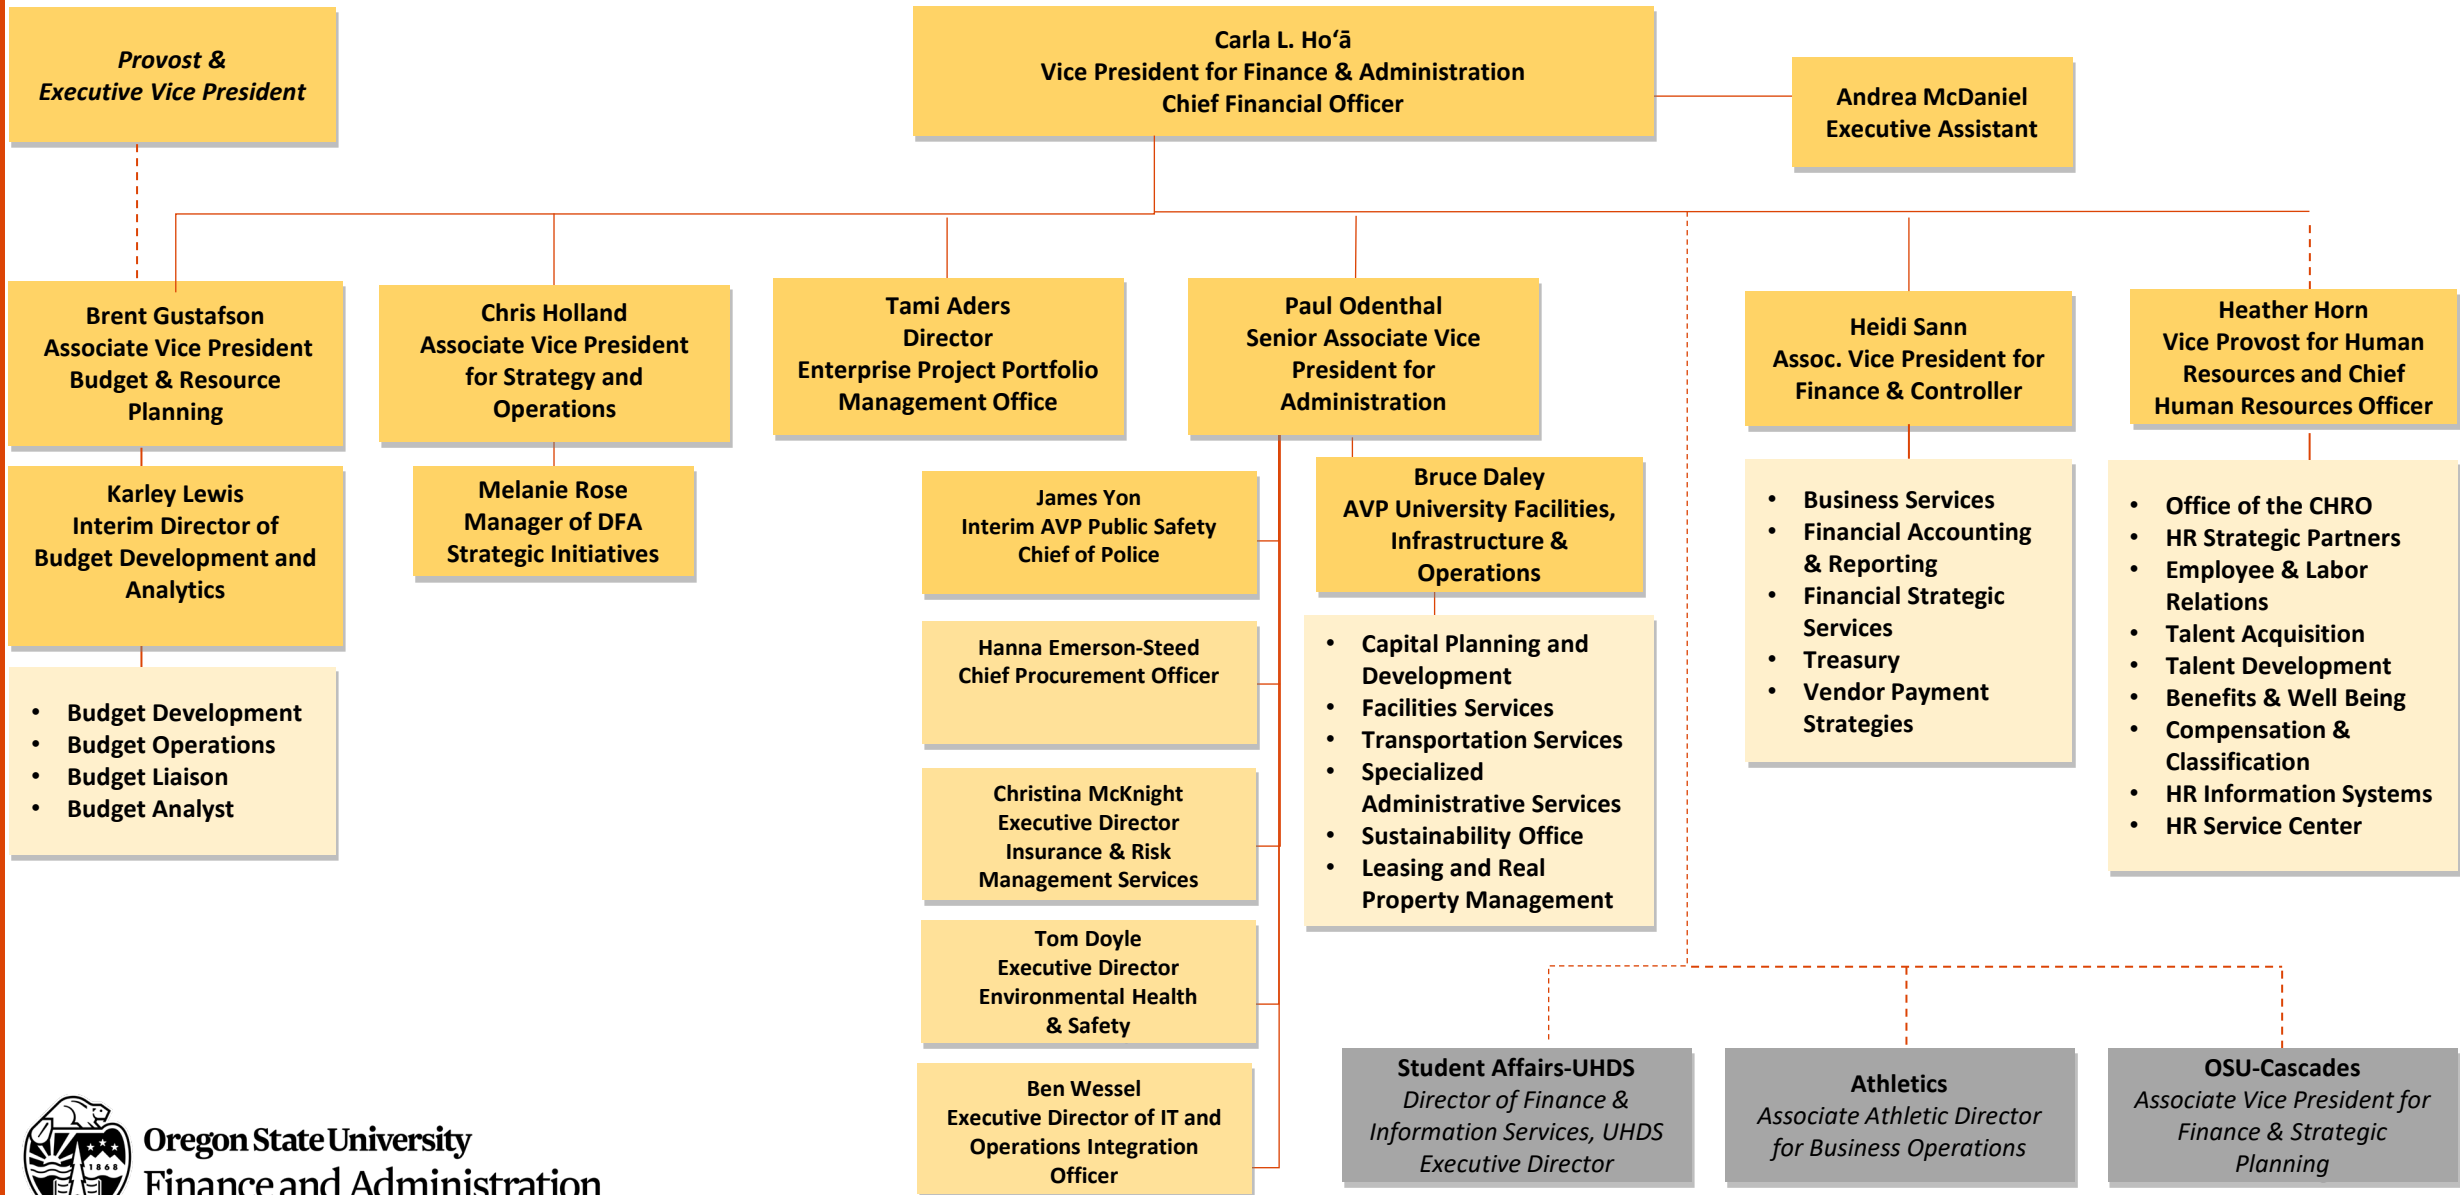 Provost &
Executive Vice President
Carla L. Hoʻā
Vice President for Finance & Administration
Chief Financial Officer
Andrea McDaniel
Executive Assistant
Brent Gustafson
Associate Vice President
Budget & Resource
Planning
Chris Holland
Associate Vice President
for Strategy and
Operations
Tami Aders
Director
Enterprise Project Portfolio
Management Office
Paul Odenthal
Senior Associate Vice
President for
Administration
Heidi Sann
Assoc. Vice President for
Finance & Controller
Heather Horn
Vice Provost for Human
Resources and Chief
Human Resources Officer
Karley Lewis
Interim Director of
Budget Development and
Analytics
Melanie Rose
Manager of DFA
Strategic Initiatives
James Yon
Interim AVP Public Safety
Chief of Police
Bruce Daley
AVP University Facilities,
Infrastructure &
Operations
• Business Services
• Financial Accounting
& Reporting
• Financial Strategic
Services
• Treasury
• Vendor Payment
Strategies
• Office of the CHRO
• HR Strategic Partners
• Employee & Labor
Relations
• Talent Acquisition
• Talent Development
• Benefits & Well Being
• Compensation &
Classification
• HR Information Systems
• HR Service Center
• Budget Development
• Budget Operations
• Budget Liaison
• Budget Analyst
Hanna Emerson-Steed
Chief Procurement Officer
• Capital Planning and
Development
• Facilities Services
• Transportation Services
• Specialized
Administrative Services
• Sustainability Office
• Leasing and Real
Property Management
Christina McKnight
Executive Director
Insurance & Risk
Management Services
Tom Doyle
Executive Director
Environmental Health
& Safety
Ben Wessel
Executive Director of IT and
Operations Integration
Officer
Student Affairs-UHDS
Director of Finance &
Information Services, UHDS
Executive Director
Athletics
Associate Athletic Director
for Business Operations
OSU-Cascades
Associate Vice President for
Finance & Strategic
Planning
1868
Oregon State University
Finance and Administration